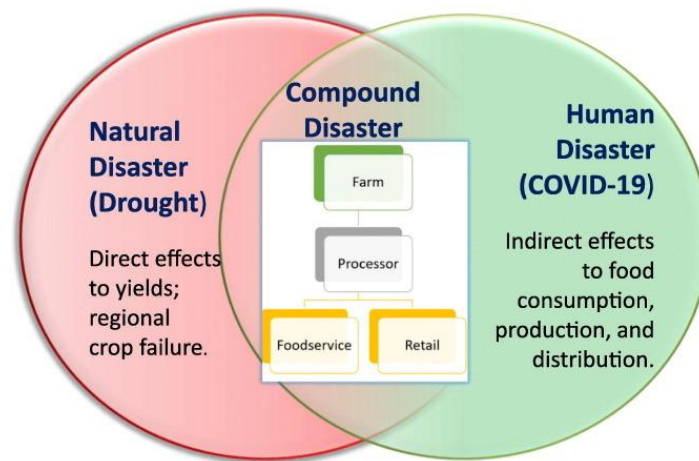 Natural
Disaster
(Drought)
Direct effects
to yields;
regional
crop failure.
Compound
Disaster
Farm
Processor
Foodservice
Retail
Human
Disaster
(COVID-19)
Indirect effects
to food
consumption,
production, and
distribution.